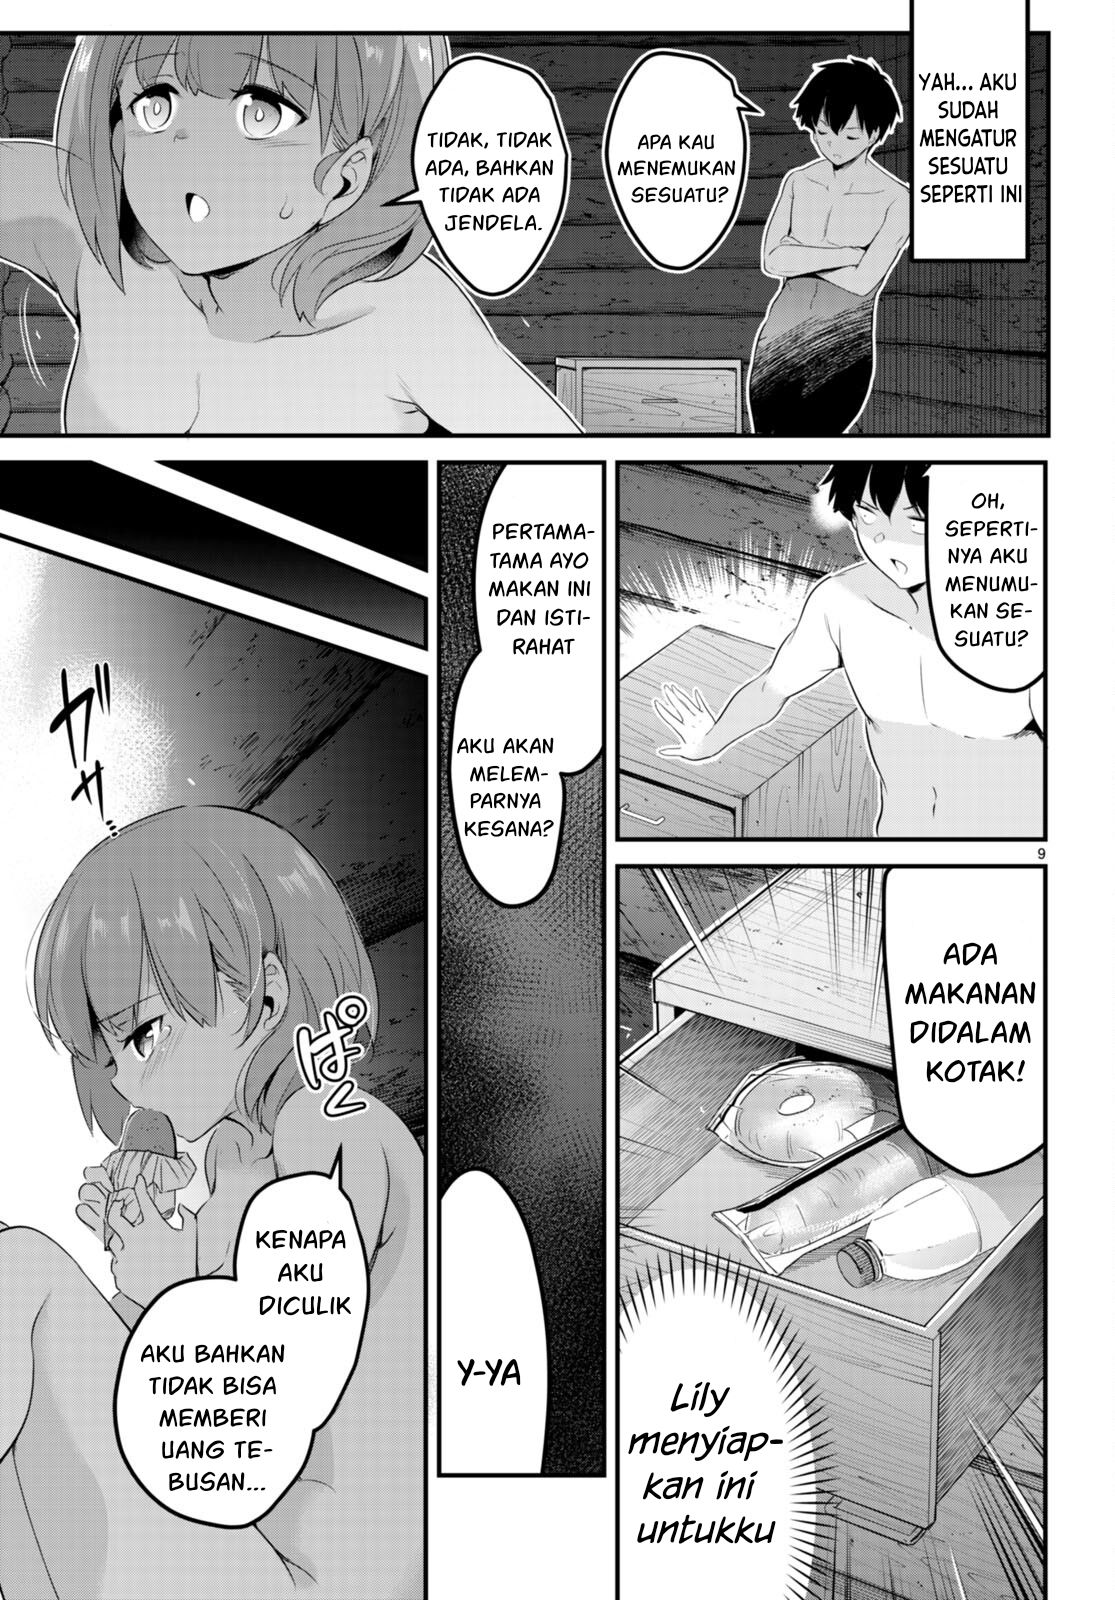 YAH... AKU
SUDAH
MENGATUR
SESUATU
SEPERTI INI
APA KAU
MENEMUKAN
SESUATU?
TIDAK, TIDAK
ADA, BAHKAN
TIDAK ADA
JENDELA.
OH,
SEPERTI-
NYA AKU
MENUMU-
KAN SE-
SUATU?
9
ADA
MAKANAN
DIDALAM
KOTAK!
Lily
menyiap-
kan ini
untukku
PERTAMA-
TAMA AYO
MAKAN INI
DAN ISTI-
RAHAT
AKU AKAN
MELEM-
PARNYA
KESANA?
Y-YA
ガサ…
ぱく
KENAPA
AKU
DICULIK
AKU BAHKAN
TIDAK BISA
MEMBERI
UANG TE-
BUSAN...